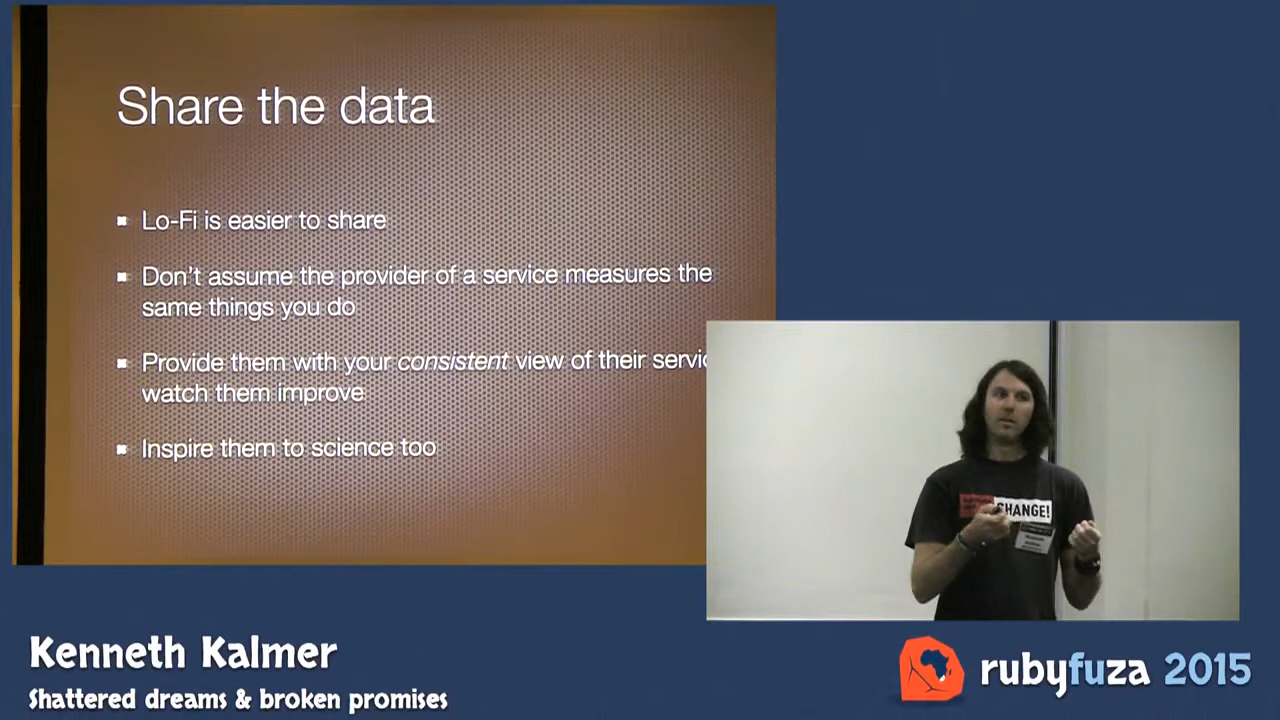 Share the data
Lo-Fi is easier to share
Don't assume the provider of a service measures the
same things you do
Provide them with your consistent view of their
watch them improve
Inspire them to science too
CHANGE!
Kenneth Kalmer
Shattered dreams & broken promises
rubyfuza 2015